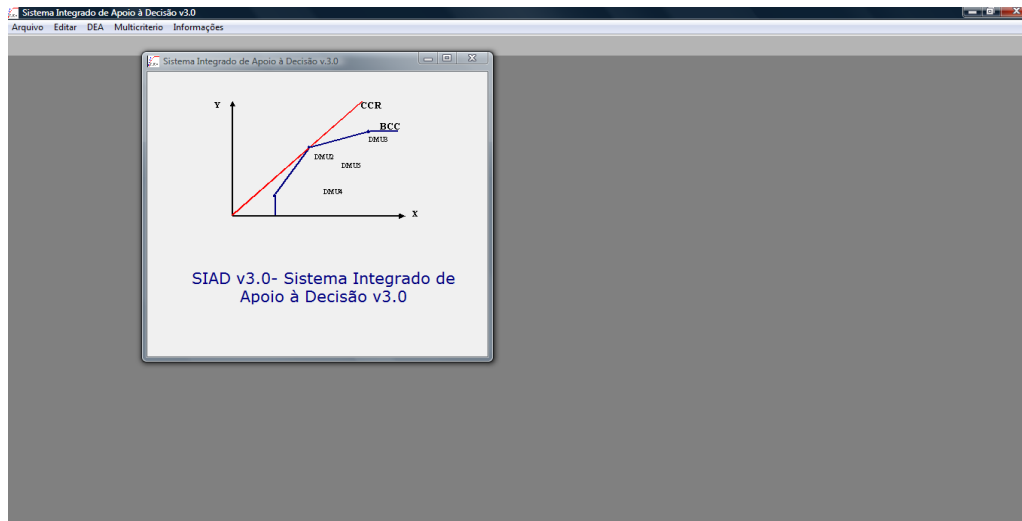 Sistema Integrado de Apoio à Decisão v3.0
Arquivo Editar DEA Multicriterio Informações
Sistema Integrado de Apoio à Decisão v.3.0
Y
CCR
BCC
DMU3
DMU2
DMU5
DMU4
X
SIAD v3.0- Sistema Integrado de
Apoio à Decisão v3.0